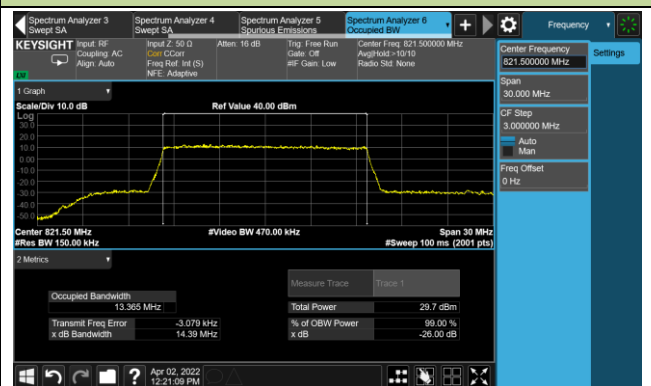 Spectrum Analyzer 3
Swept SA
Spectrum Analyzer 4
Swept SA
Spectrum Analyzer 5
Spurious Emissions
Spectrum Analyzer 6
Occupied BW
Frequency
KEYSIGHT
Input: RF
Coupling: AC
Align: Auto
Input Z: 50 Ω
Corr CCorr
Freq Ref: Int (S)
NFE: Adaptive
Atten: 16 dB
Trig: Free Run
Gate: Off
#IF Gain: Low
Center Freq: 821.500000 MHz
Avg|Hold:>10/10
Radio Std: None
LXI
Center Frequency
821.500000 MHz
Settings
Span
30.000 MHz
CF Step
3.000000 MHz
Auto
Man
Freq Offset
0 Hz
1 Graph
Scale/Div 10.0 dB
Ref Value 40.00 dBm
Log
30.0
20.0
10.0
0.00
-10.0
-20.0
-30.0
-40.0
-50.0
Center 821.50 MHz
#Res BW 150.00 kHz
#Video BW 470.00 kHz
Span 30 MHz
#Sweep 100 ms (2001 pts)
2 Metrics
Measure Trace
Trace 1
Occupied Bandwidth
13.365 MHz
Total Power
29.7 dBm
Transmit Freq Error
-3.079 kHz
% of OBW Power
99.00 %
x dB Bandwidth
14.39 MHz
x dB
-26.00 dB
Apr 02, 2022
12:21:09 PM